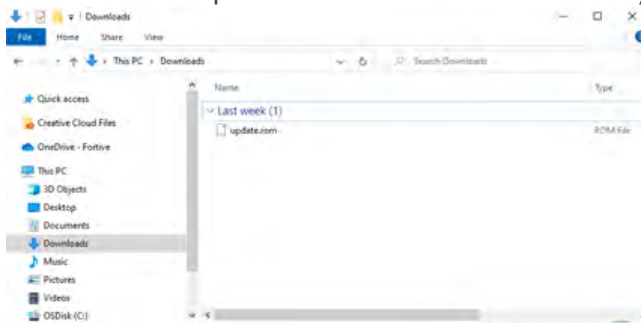 Downloads
File Home Share View
This PC > Downloads
Search Downloads
Name
Type
Quick access
Last week (1)
Creative Cloud Files
update.rom
ROM File
OneDrive - Fortive
This PC
3D Objects
Desktop
Documents
Downloads
Music
Pictures
Videos
OSDisk (C:)